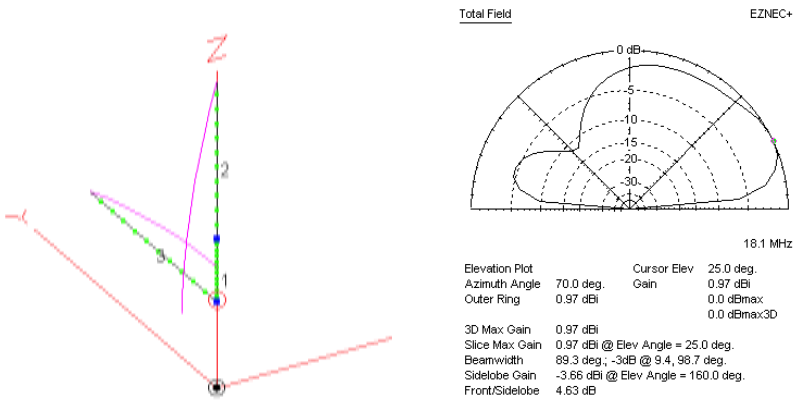 Total Field EZNEC+
Z
0 dB
-5
-10
-15
-20
-30
2
3
1
Y
18.1 MHz
Elevation Plot Cursor Elev 25.0 deg.
Azimuth Angle 70.0 deg. Gain 0.97 dBi
Outer Ring 0.97 dBi 0.0 dBmax
0.0 dBmax3D
3D Max Gain 0.97 dBi
Slice Max Gain 0.97 dBi @ Elev Angle = 25.0 deg.
Beamwidth 89.3 deg.; -3dB @ 9.4, 98.7 deg.
Sidelobe Gain -3.66 dBi @ Elev Angle = 160.0 deg.
Front/Sidelobe 4.63 dB